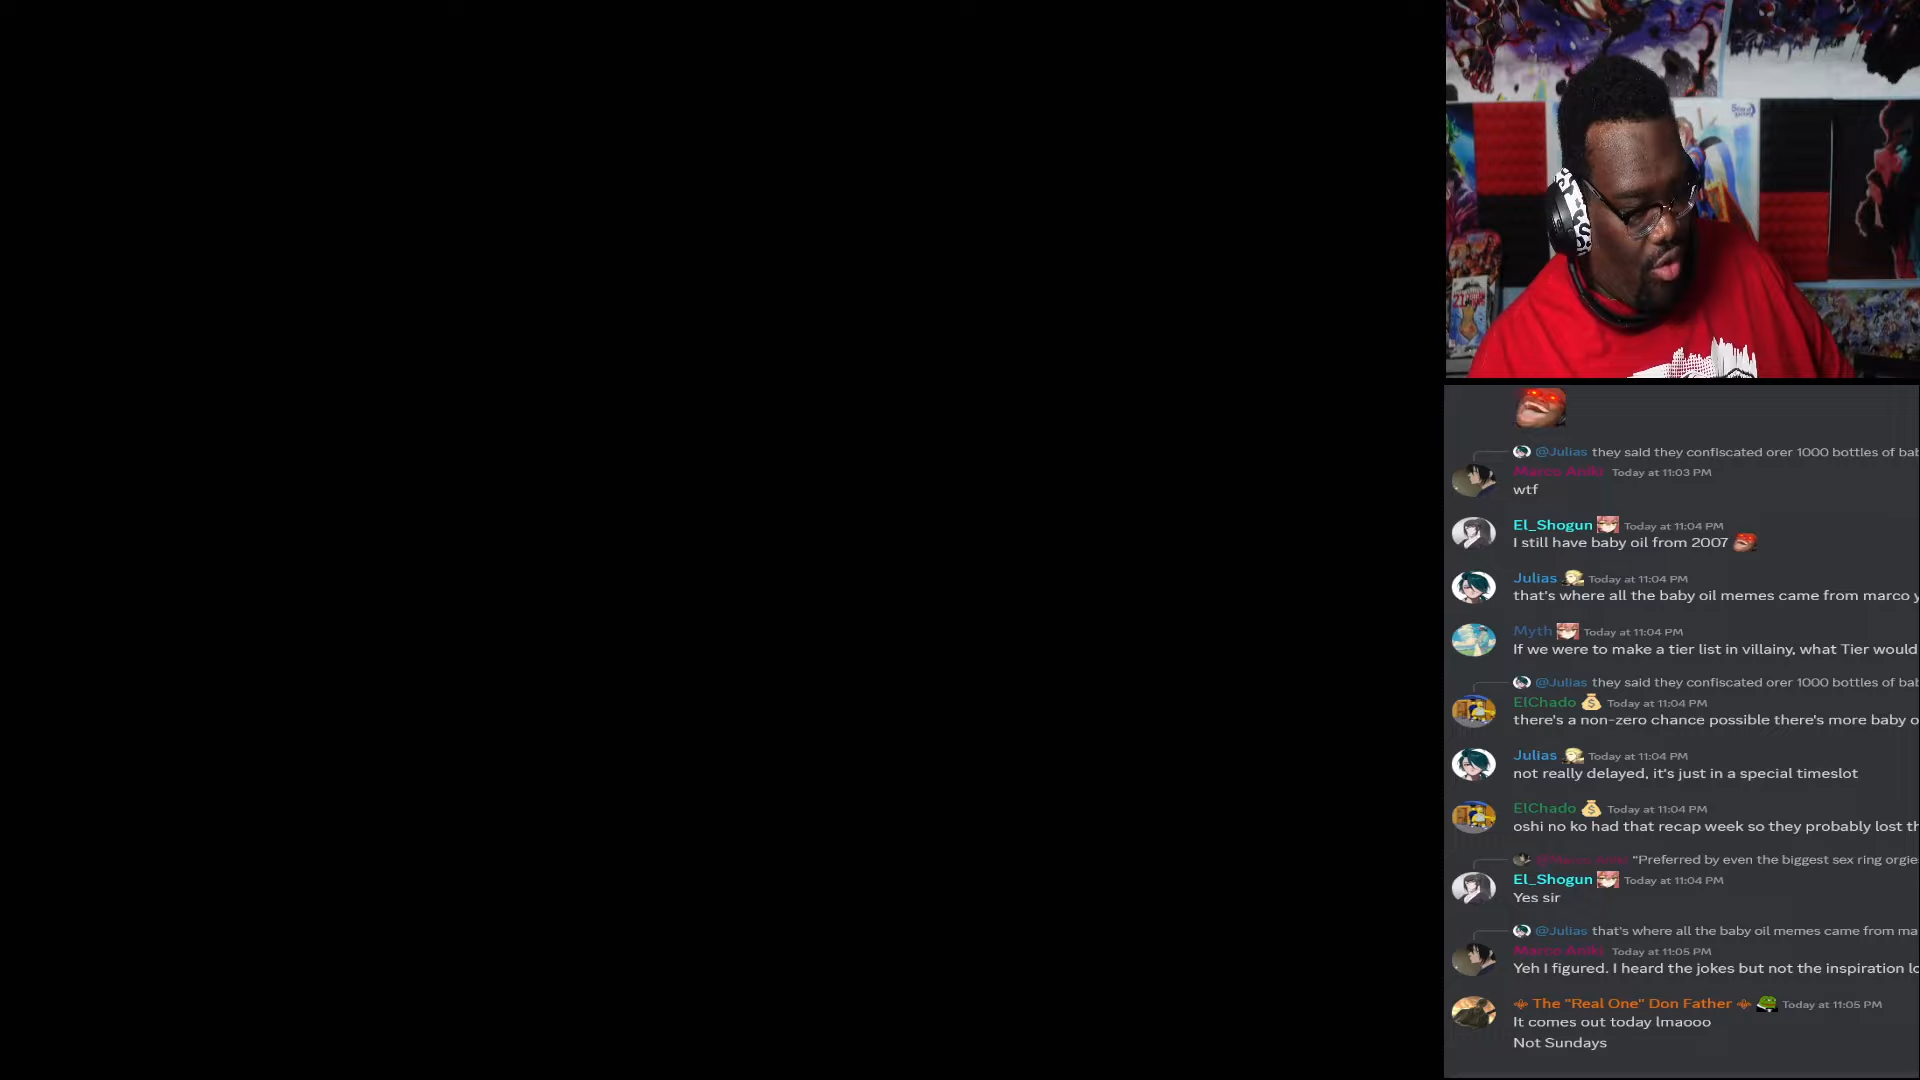 @Julias they said they confiscated orer 1000 bottles of bab
Marco Aniki Today at 11:03 PM
wtf
El_Shogun Today at 11:04 PM
I still have baby oil from 2007
Julias Today at 11:04 PM
that's where all the baby oil memes came from marco y
Myth Today at 11:04 PM
If we were to make a tier list in villainy, what Tier would
@Julias they said they confiscated orer 1000 bottles of bab
ElChado Today at 11:04 PM
there's a non-zero chance possible there's more baby o
Julias Today at 11:04 PM
not really delayed, it's just in a special timeslot
ElChado Today at 11:04 PM
oshi no ko had that recap week so they probably lost th
@Marco Aniki "Preferred by even the biggest sex ring orgie
El_Shogun Today at 11:04 PM
Yes sir
@Julias that's where all the baby oil memes came from ma
Marco Aniki Today at 11:05 PM
Yeh I figured. I heard the jokes but not the inspiration lo
The "Real One" Don Father Today at 11:05 PM
It comes out today lmaooo
Not Sundays